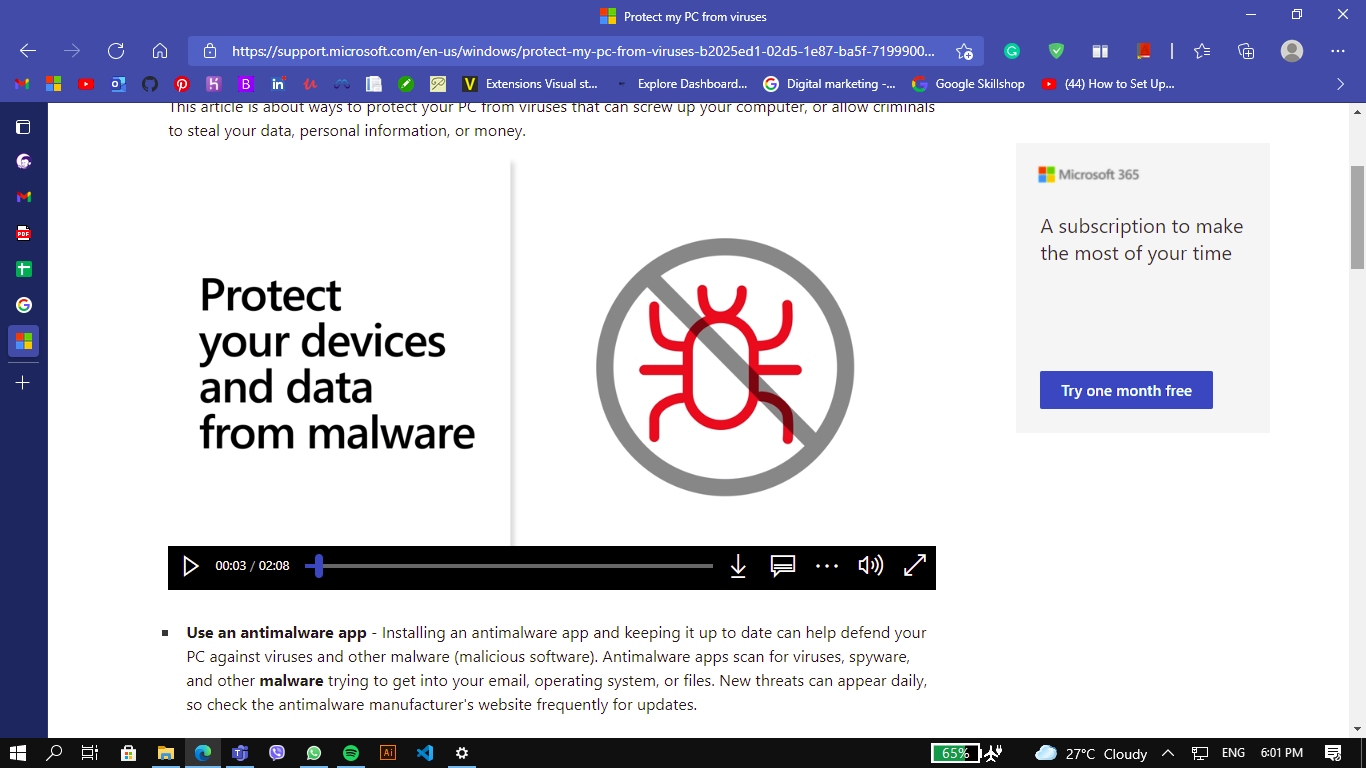 Protect my PC from viruses
https://support.microsoft.com/en-us/windows/protect-my-pc-from-viruses-b2025ed1-02d5-1e87-ba5f-7199900...
Extensions Visual st...
Explore Dashboard...
Digital marketing -...
Google Skillshop
(44) How to Set Up...
This article is about ways to protect your PC from viruses that can screw up your computer, or allow criminals
to steal your data, personal information, or money.
Protect
your devices
and data
from malware
00:03 / 02:08
Microsoft 365
A subscription to make
the most of your time
Try one month free
Use an antimalware app - Installing an antimalware app and keeping it up to date can help defend your
PC against viruses and other malware (malicious software). Antimalware apps scan for viruses, spyware,
and other malware trying to get into your email, operating system, or files. New threats can appear daily,
so check the antimalware manufacturer's website frequently for updates.
PDF
Ai
65%
27°C Cloudy
ENG
6:01 PM